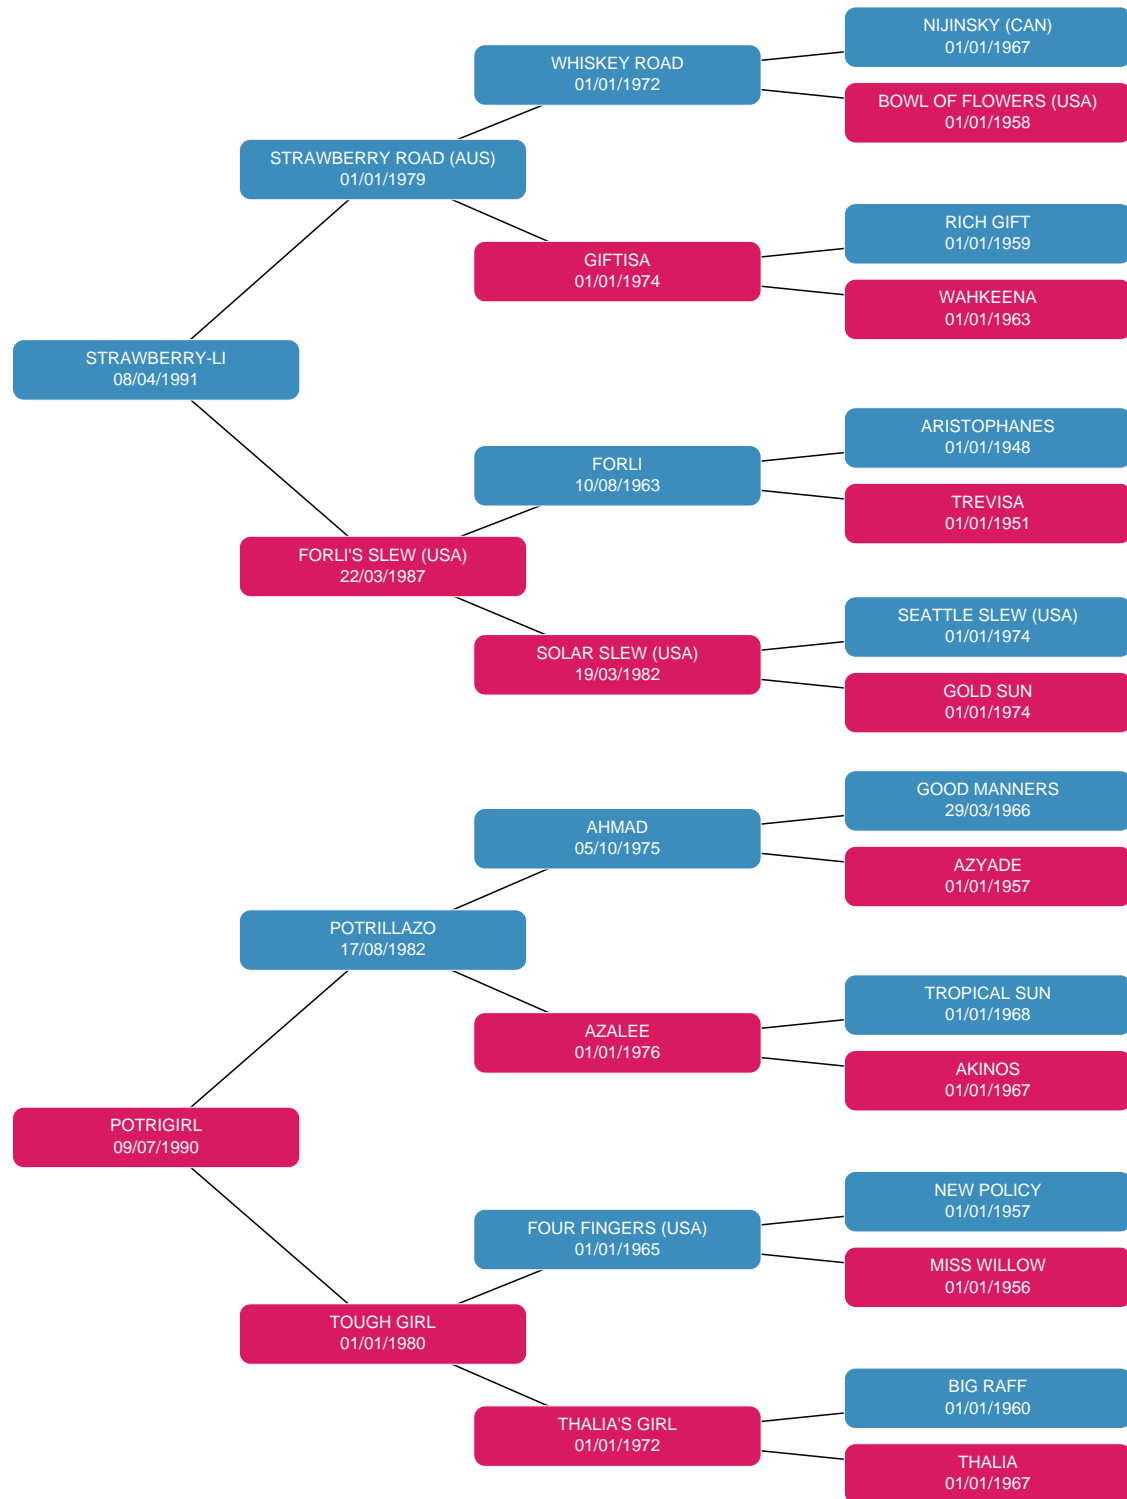 NIJINSKY (CAN)
01/01/1967
WHISKEY ROAD
01/01/1972
BOWL OF FLOWERS (USA)
01/01/1958
STRAWBERRY ROAD (AUS)
01/01/1979
RICH GIFT
01/01/1959
GIFTISA
01/01/1974
WAHKEENA
01/01/1963
STRAWBERRY-LI
08/04/1991
ARISTOPHANES
01/01/1948
FORLI
10/08/1963
TREVISA
01/01/1951
FORLI'S SLEW (USA)
22/03/1987
SEATTLE SLEW (USA)
01/01/1974
SOLAR SLEW (USA)
19/03/1982
GOLD SUN
01/01/1974
GOOD MANNERS
29/03/1966
AHMAD
05/10/1975
AZYADE
01/01/1957
POTRILLAZO
17/08/1982
TROPICAL SUN
01/01/1968
AZALEE
01/01/1976
AKINOS
01/01/1967
POTRIGIRL
09/07/1990
NEW POLICY
01/01/1957
FOUR FINGERS (USA)
01/01/1965
MISS WILLOW
01/01/1956
TOUGH GIRL
01/01/1980
BIG RAFF
01/01/1960
THALIA'S GIRL
01/01/1972
THALIA
01/01/1967